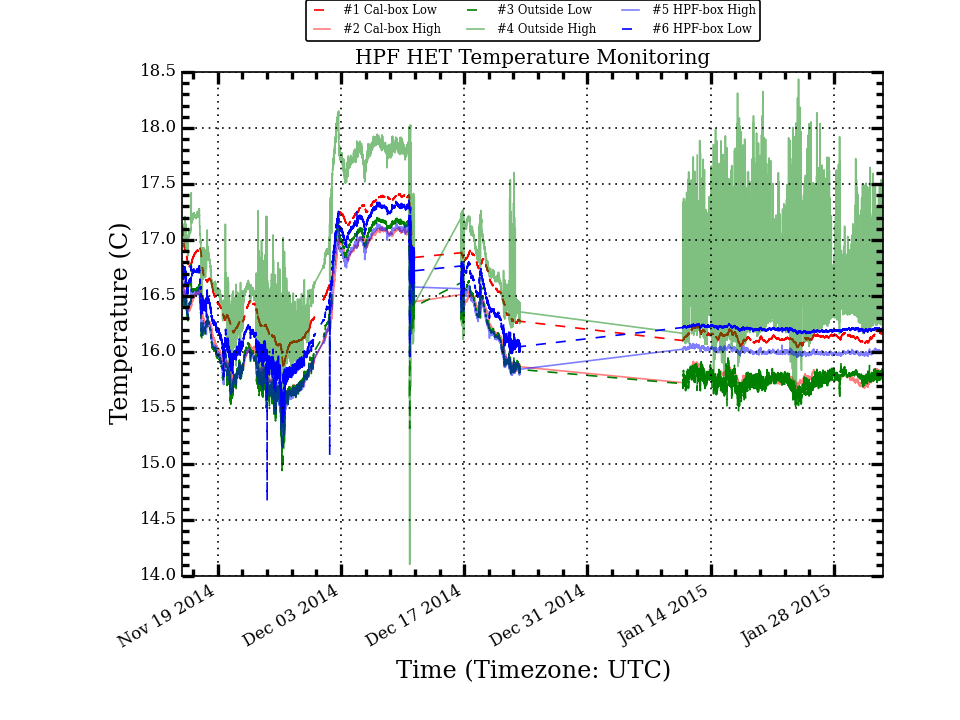 #1 Cal-box Low #3 Outside Low #5 HPF-box High
#2 Cal-box High #4 Outside High #6 HPF-box Low
HPF HET Temperature Monitoring
18.5
18.0
17.5
17.0
16.5
16.0
15.5
15.0
14.5
14.0
Temperature (C)
Nov 19 2014 Dec 03 2014 Dec 17 2014 Dec 31 2014 Jan 14 2015 Jan 28 2015
Time (Timezone: UTC)